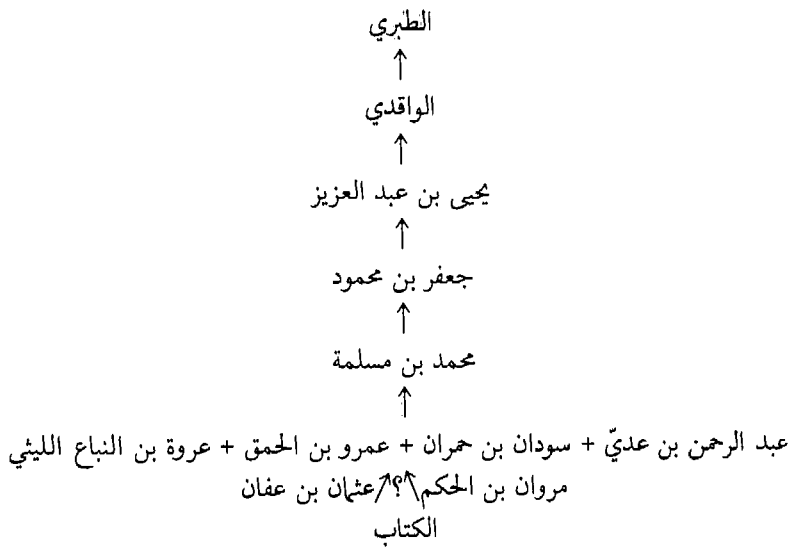 الطبري
↑
الواقدي
↑
يحيى بن عبد العزيز
↑
جعفر بن محمود
↑
محمد بن مسلمة
↑
عبد الرحمن بن عديّ + سودان بن حمران + عمرو بن الحمق + عروة بن النباع الليثي
مروان بن الحكم ↖؟↗ عثمان بن عفان
الكتاب